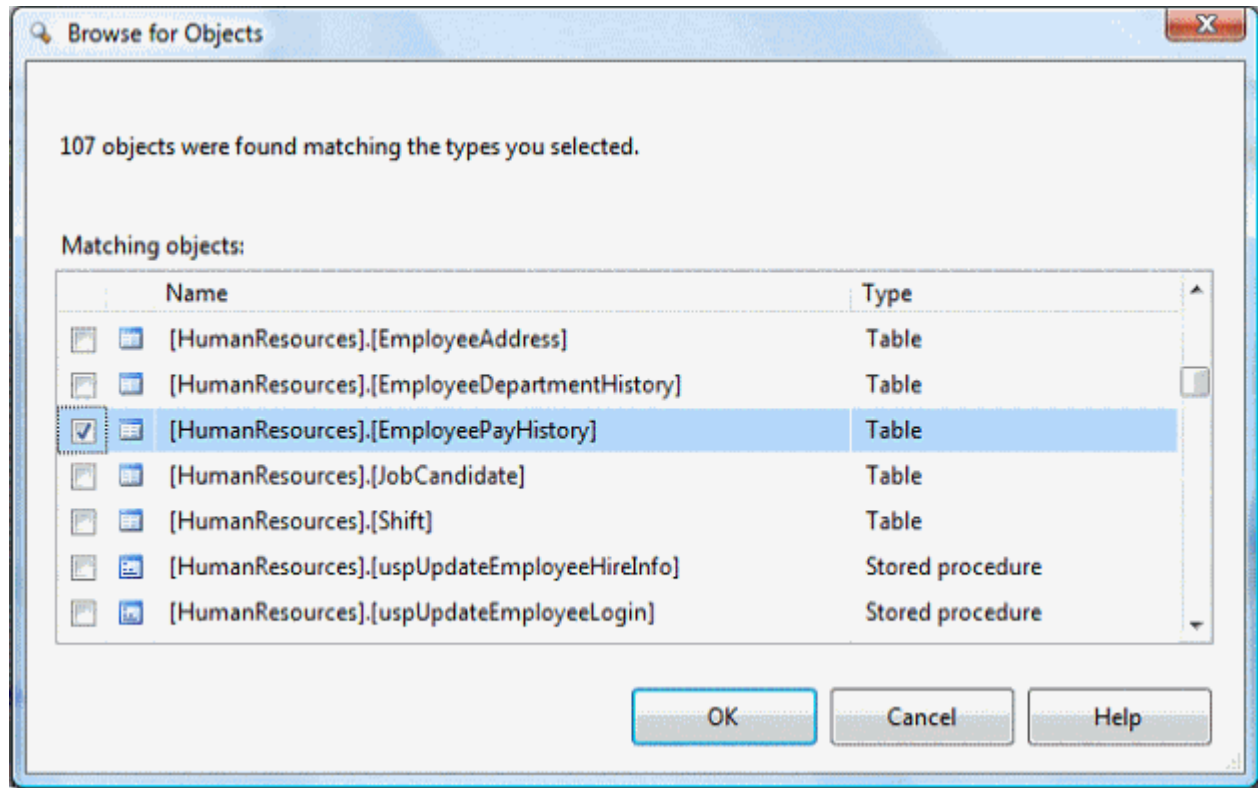 Browse for Objects
107 objects were found matching the types you selected.
Matching objects:
Name Type
[HumanResources].[EmployeeAddress] Table
[HumanResources].[EmployeeDepartmentHistory] Table
[HumanResources].[EmployeePayHistory] Table
[HumanResources].[JobCandidate] Table
[HumanResources].[Shift] Table
[HumanResources].[uspUpdateEmployeeHireInfo] Stored procedure
[HumanResources].[uspUpdateEmployeeLogin] Stored procedure
OK Cancel Help